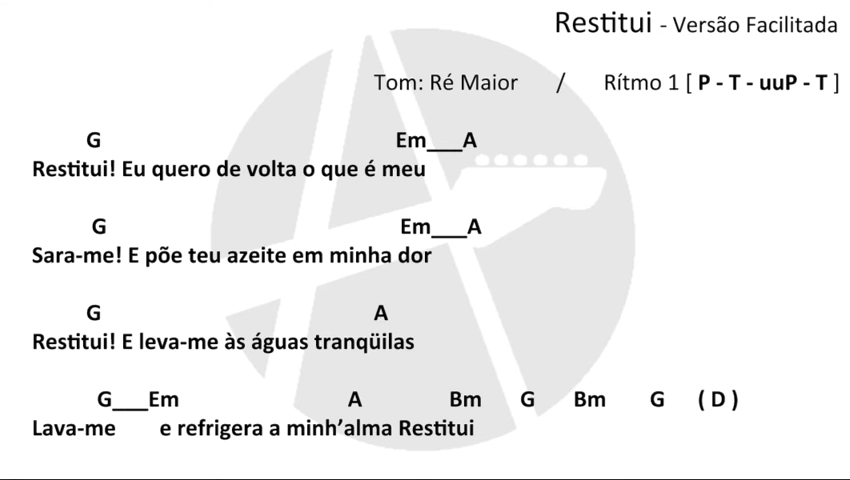 Restitui - Versão Facilitada
Tom: Ré Maior / Rítmo 1 [ P - T - uuP - T ]
G Em___A
Restitui! Eu quero de volta o que é meu
G Em___A
Sara-me! E põe teu azeite em minha dor
G A
Restitui! E leva-me às águas tranqüilas
G___Em A Bm G Bm G ( D )
Lava-me e refrigera a minh’alma Restitui